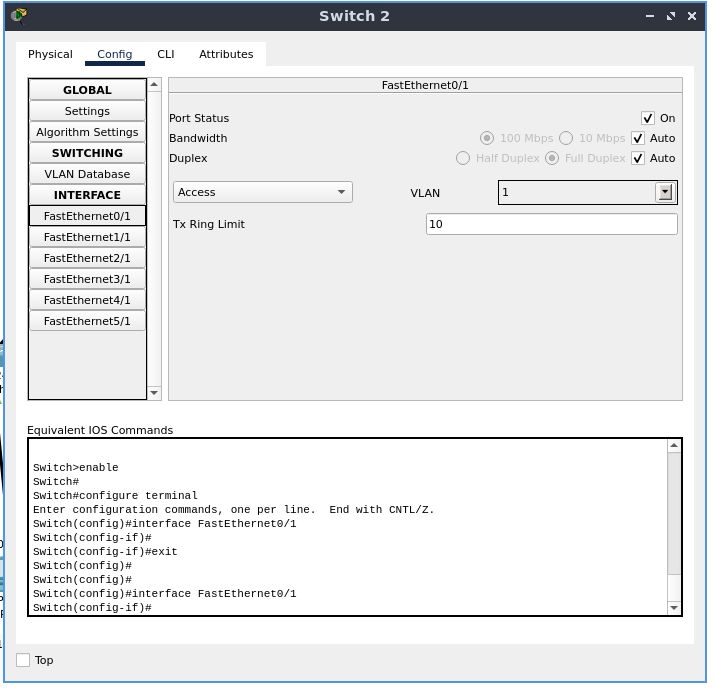 Switch 2
Physical Config CLI Attributes
GLOBAL
Settings
Algorithm Settings
SWITCHING
VLAN Database
INTERFACE
FastEthernet0/1
FastEthernet1/1
FastEthernet2/1
FastEthernet3/1
FastEthernet4/1
FastEthernet5/1
FastEthernet0/1
Port Status On
Bandwidth 100 Mbps 10 Mbps Auto
Duplex Half Duplex Full Duplex Auto
Access VLAN 1
Tx Ring Limit 10
Equivalent IOS Commands
Switch>enable
Switch#
Switch#configure terminal
Enter configuration commands, one per line.  End with CNTL/Z.
Switch(config)#interface FastEthernet0/1
Switch(config-if)#
Switch(config-if)#exit
Switch(config)#
Switch(config)#
Switch(config)#interface FastEthernet0/1
Switch(config-if)#
Top